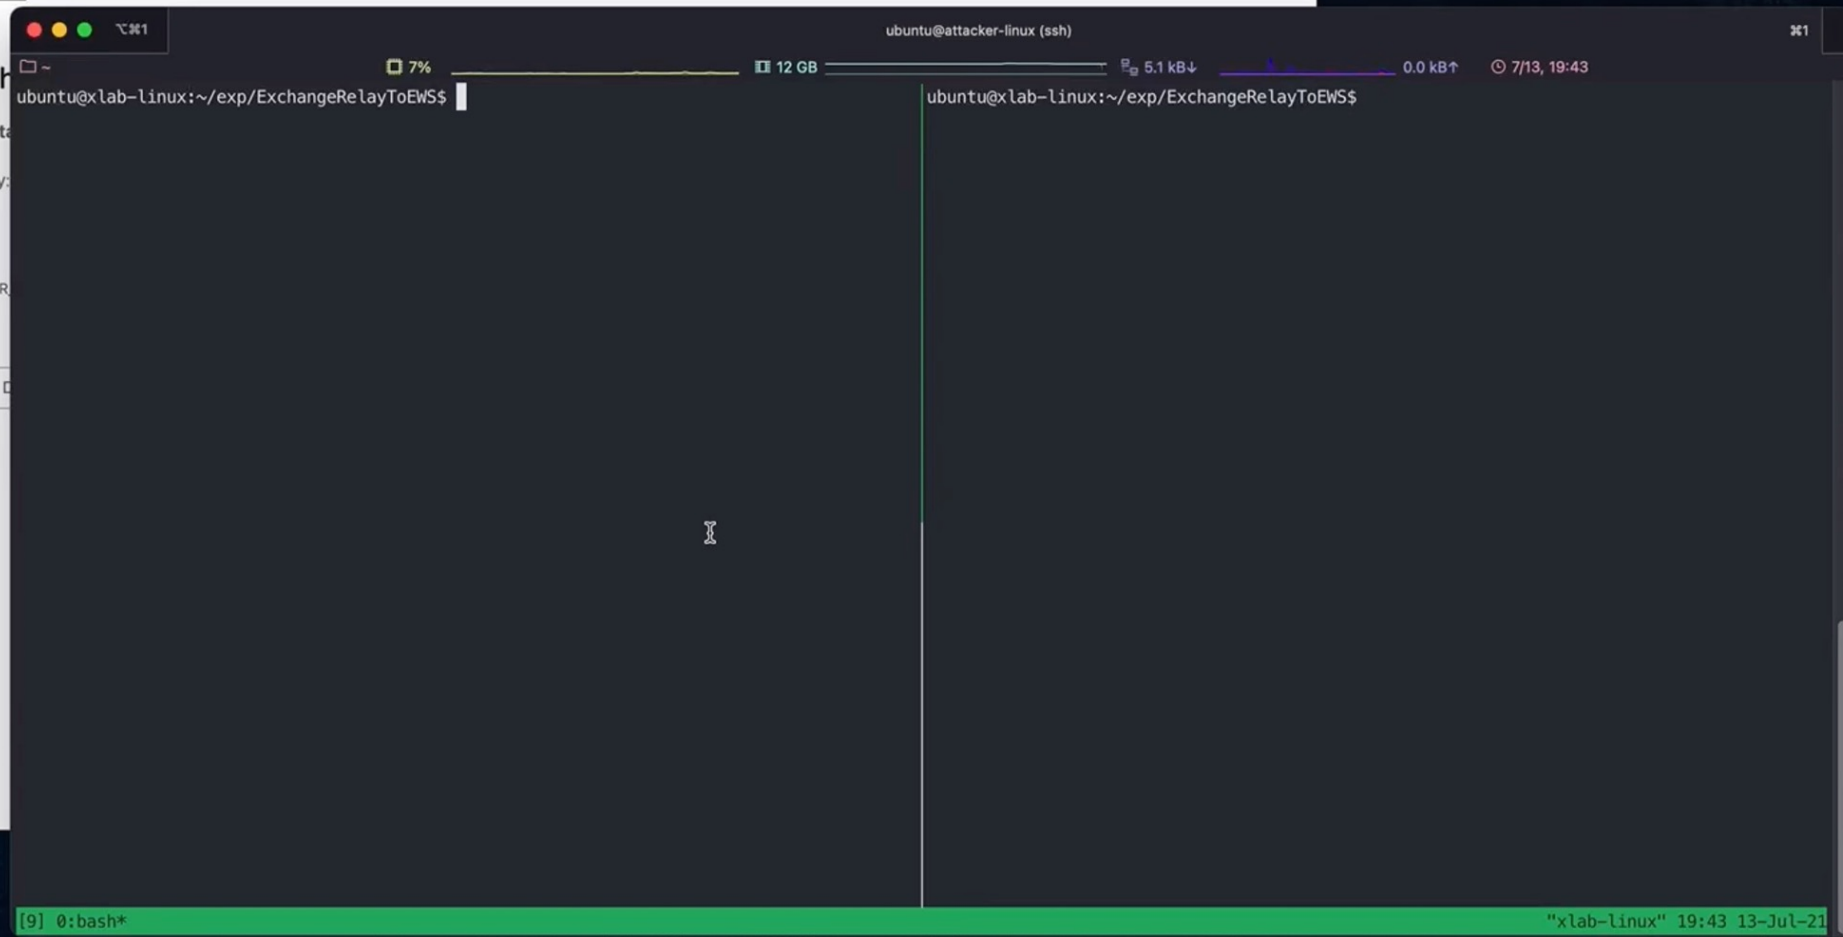 ⌥⌘1
ubuntu@attacker-linux (ssh)
⌘1
~
7%
12 GB
5.1 kB↓
0.0 kB↑
7/13, 19:43
ubuntu@xlab-linux:~/exp/ExchangeRelayToEWS$
ubuntu@xlab-linux:~/exp/ExchangeRelayToEWS$
[9] 0:bash*
"xlab-linux" 19:43 13-Jul-21